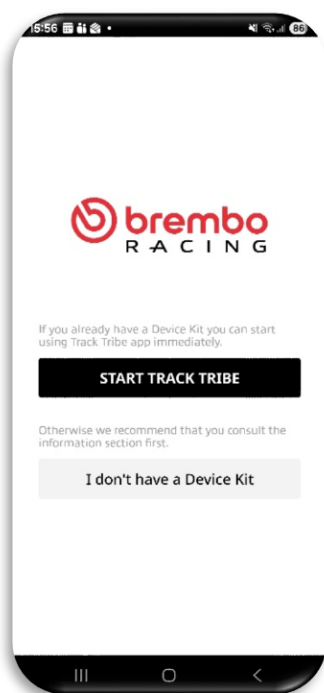 15:56
86
brembo
RACING
If you already have a Device Kit you can start
using Track Tribe app immediately.
START TRACK TRIBE
Otherwise we recommend that you consult the
information section first.
I don't have a Device Kit